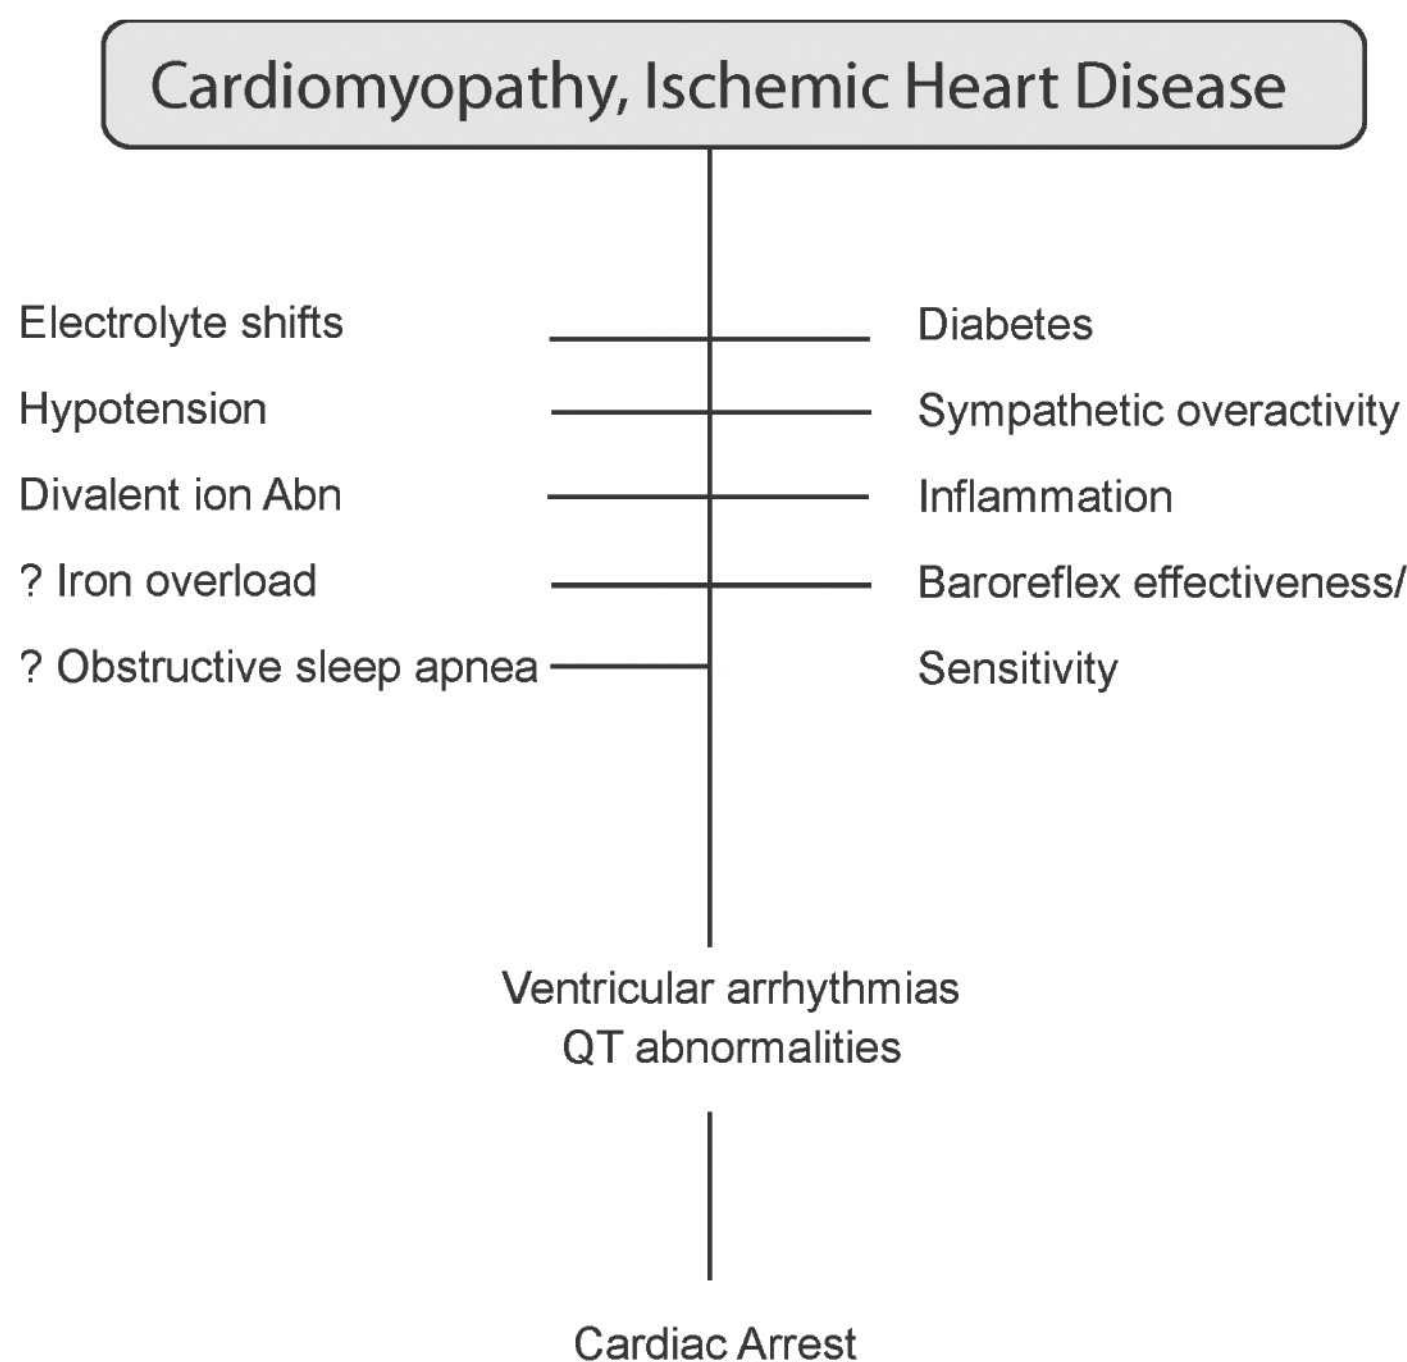 Cardiomyopathy, Ischemic Heart Disease
Electrolyte shifts
Hypotension
Divalent ion Abn
? Iron overload
? Obstructive sleep apnea
Diabetes
Sympathetic overactivity
Inflammation
Baroreflex effectiveness/
Sensitivity
Ventricular arrhythmias
QT abnormalities
Cardiac Arrest